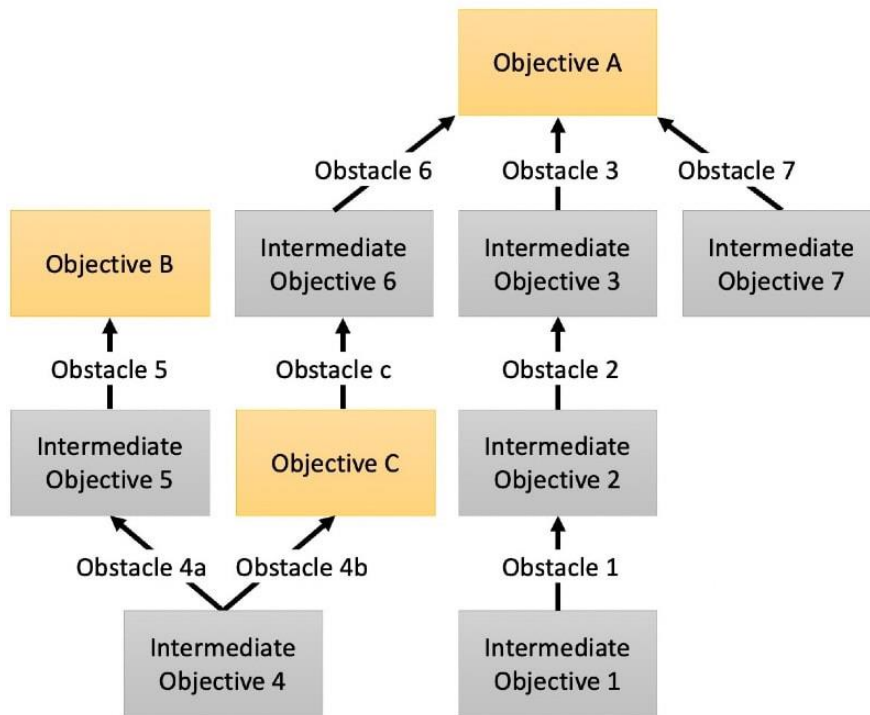 Objective A
Obstacle 6
Obstacle 3
Obstacle 7
Objective B
Intermediate
Objective 6
Intermediate
Objective 3
Intermediate
Objective 7
Obstacle 5
Obstacle c
Obstacle 2
Intermediate
Objective 5
Objective C
Intermediate
Objective 2
Obstacle 4a
Obstacle 4b
Obstacle 1
Intermediate
Objective 4
Intermediate
Objective 1